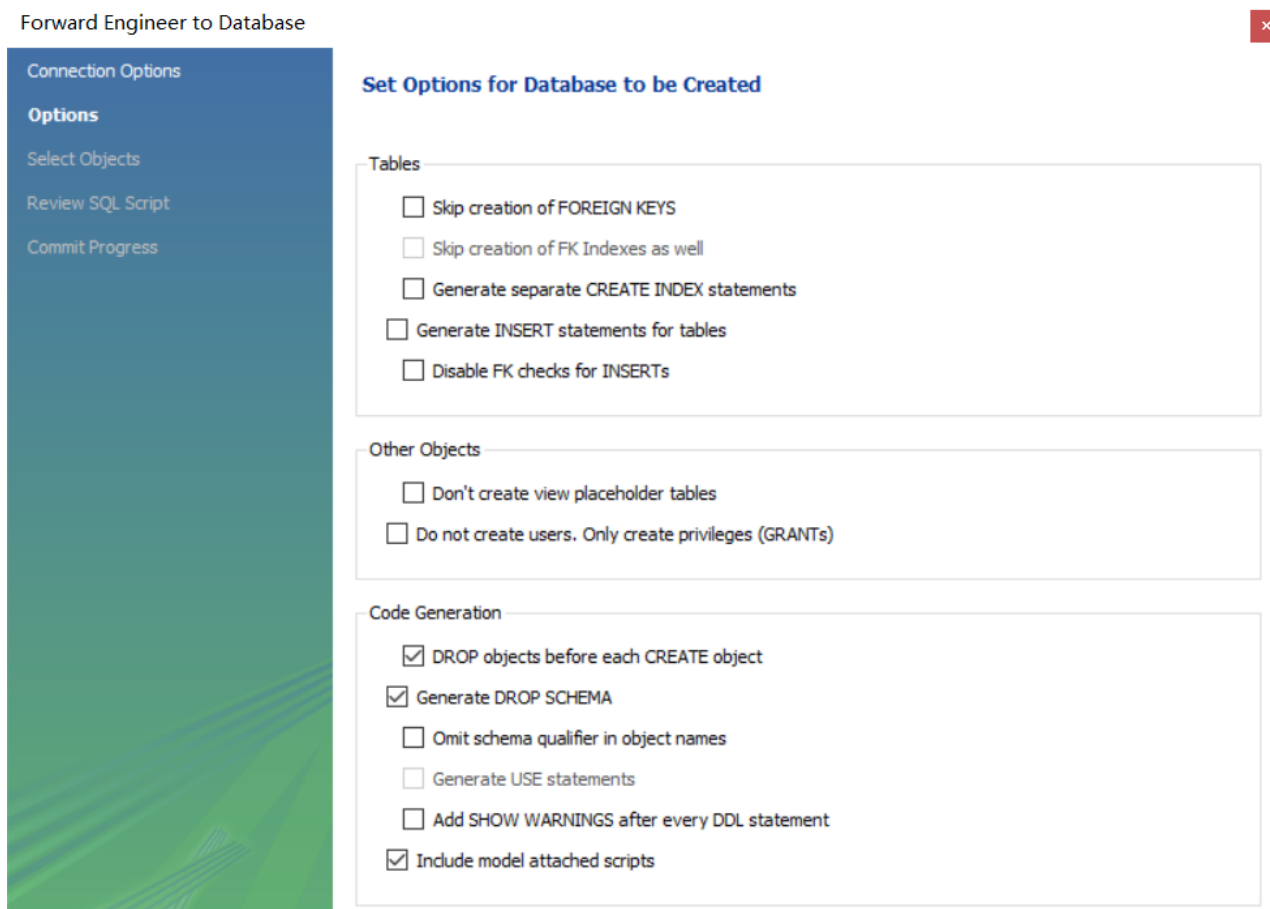 Forward Engineer to Database
Connection Options
Options
Select Objects
Review SQL Script
Commit Progress
Set Options for Database to be Created
Tables
Skip creation of FOREIGN KEYS
Skip creation of FK Indexes as well
Generate separate CREATE INDEX statements
Generate INSERT statements for tables
Disable FK checks for INSERTs
Other Objects
Don't create view placeholder tables
Do not create users. Only create privileges (GRANTs)
Code Generation
DROP objects before each CREATE object
Generate DROP SCHEMA
Omit schema qualifier in object names
Generate USE statements
Add SHOW WARNINGS after every DDL statement
Include model attached scripts